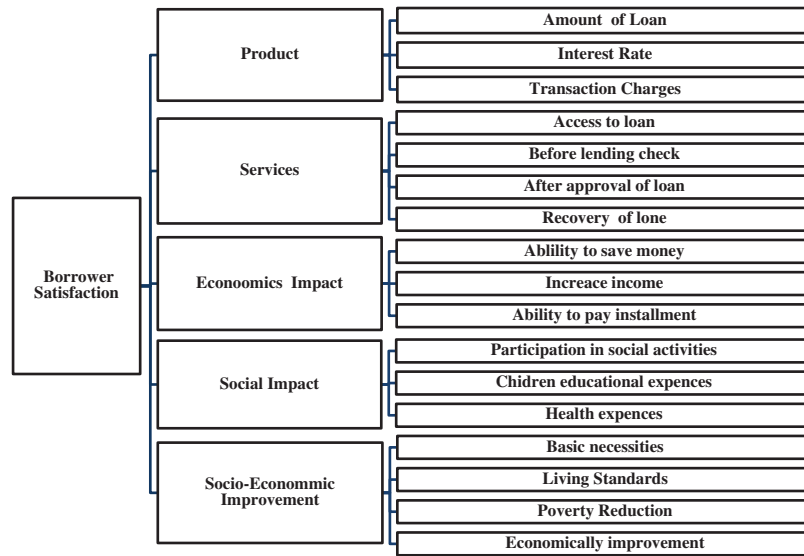 Borrower
Satisfaction
Product
Amount of Loan
Interest Rate
Transaction Charges
Services
Access to loan
Before lending check
After approval of loan
Recovery of lone
Econoomics Impact
Ablility to save money
Increace income
Ability to pay installment
Social Impact
Participation in social activities
Chidren educational expences
Health expences
Socio-Econommic
Improvement
Basic necessities
Living Standards
Poverty Reduction
Economically improvement